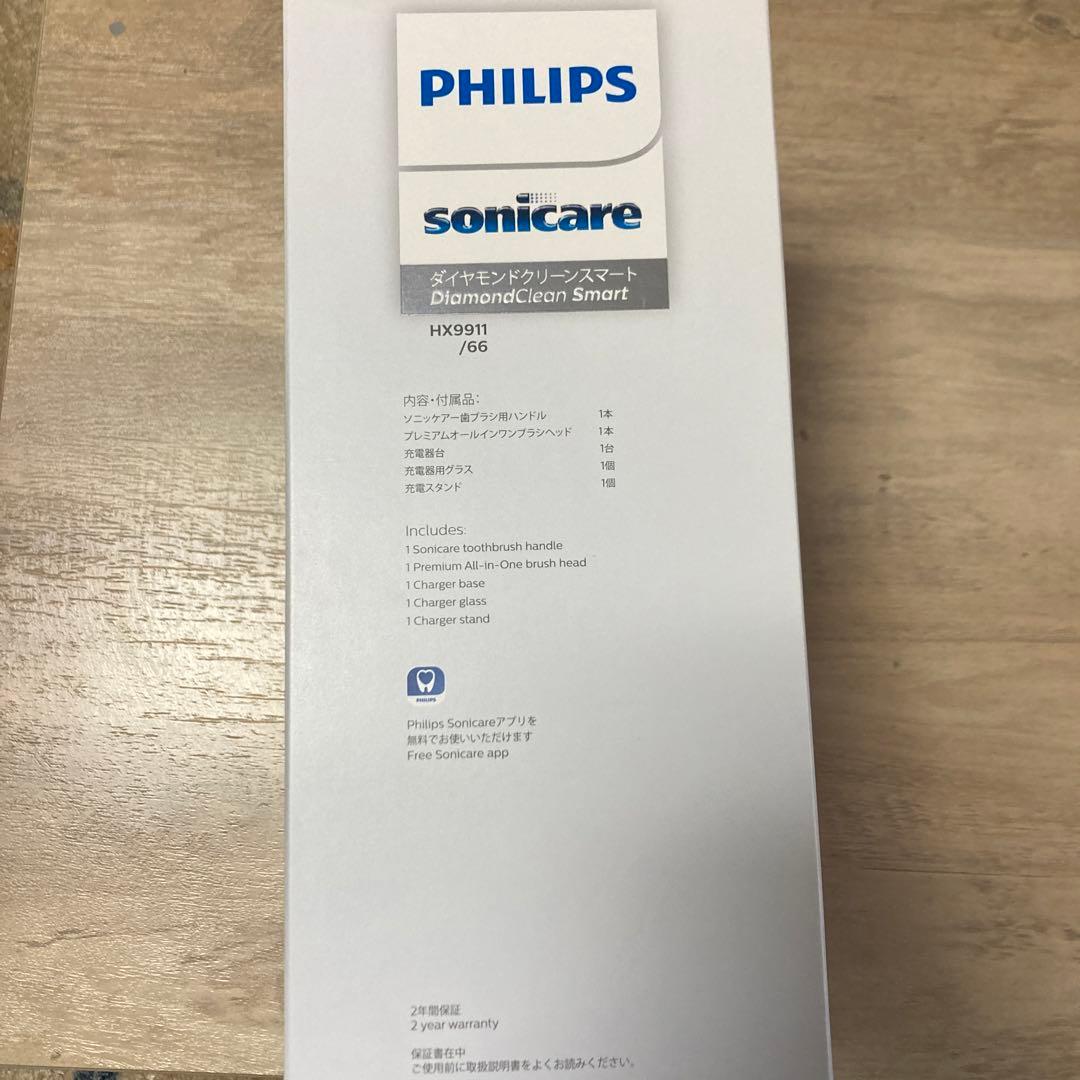 PHILIPS
sonicare
ダイヤモンドクリーンスマート
DiamondClean Smart
HX9911
/66
内容・付属品：
ソニッケアー歯ブラシ用ハンドル 1本
プレミアムオールインワンブラシヘッド 1本
充電器台 1台
充電器用グラス 1個
充電スタンド 1個
Includes:
1 Sonicare toothbrush handle
1 Premium All-in-One brush head
1 Charger base
1 Charger glass
1 Charger stand
PHILIPS
Philips Sonicareアプリを
無料でお使いいただけます
Free Sonicare app
2年間保証
2 year warranty
保証書在中
ご使用前に取扱説明書をよくお読みください。